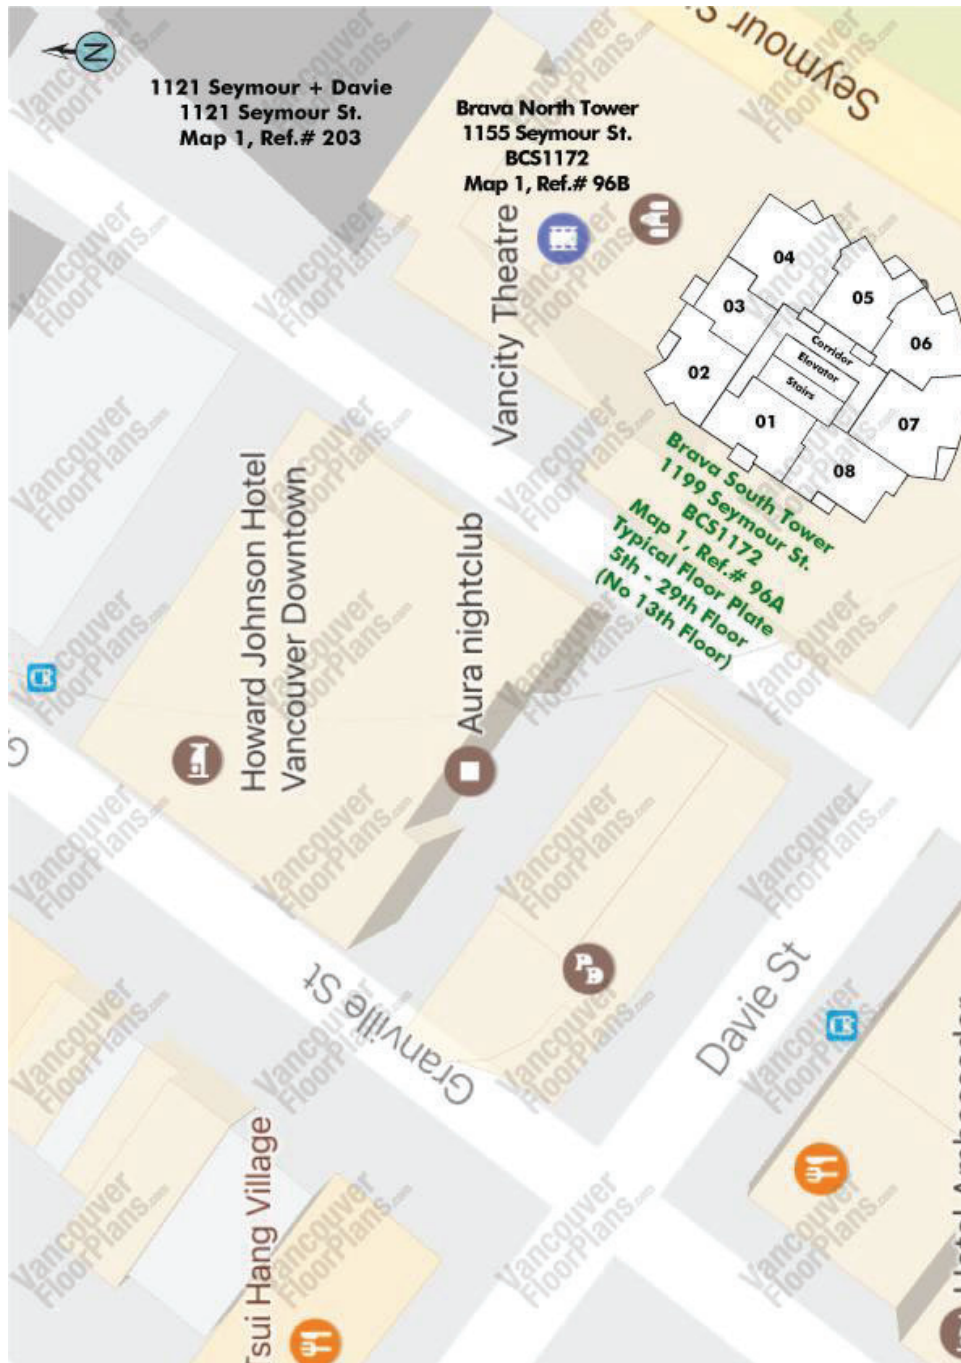 N
1121 Seymour + Davie
1121 Seymour St.
Map 1, Ref.# 203
Brava North Tower
1155 Seymour St.
BCS1172
Map 1, Ref.# 96B
Seymour S
Vancity Theatre
04
05
03
06
02
Corridor
Elevator
Stairs
01
07
08
Brava South Tower
1199 Seymour St.
BCS1172
Map 1, Ref.# 96A
Typical Floor Plate
5th - 29th Floor
(No 13th Floor)
Howard Johnson Hotel
Vancouver Downtown
Aura nightclub
Granville St
Davie St
Tsui Hang Village
Vancouver
FloorPlans.com